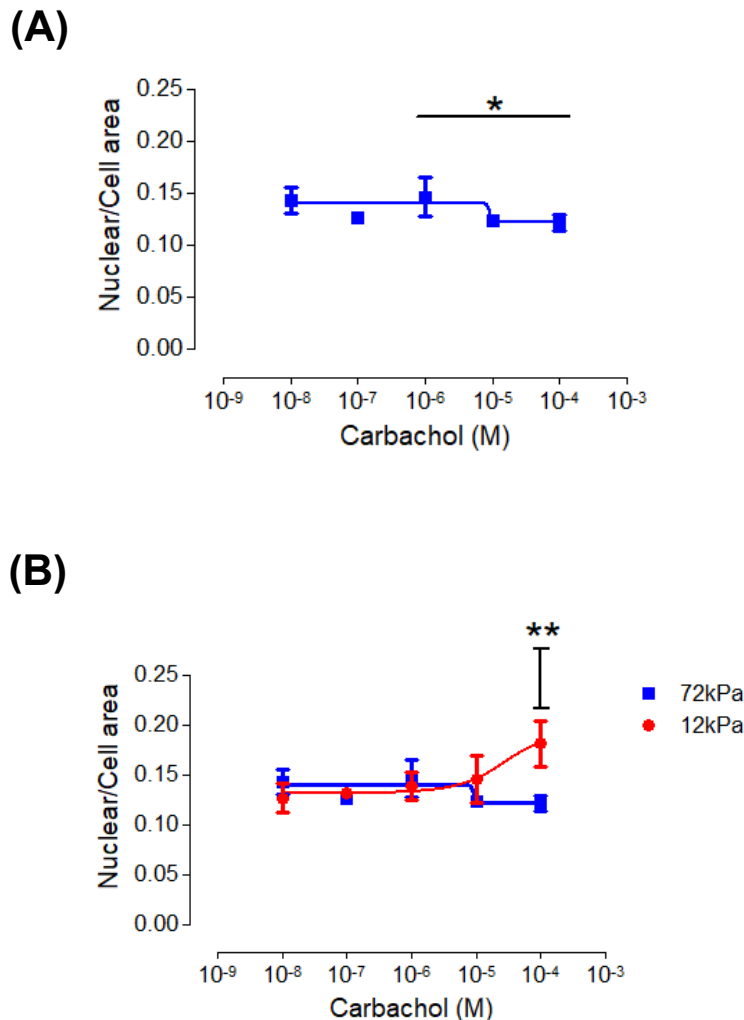 (A)
*
0.25
0.20
0.15
0.10
0.05
0.00
Nuclear/Cell area
10⁻⁹ 10⁻⁸ 10⁻⁷ 10⁻⁶ 10⁻⁵ 10⁻⁴ 10⁻³
Carbachol (M)
(B)
**
0.25
0.20
0.15
0.10
0.05
0.00
Nuclear/Cell area
72kPa
12kPa
10⁻⁹ 10⁻⁸ 10⁻⁷ 10⁻⁶ 10⁻⁵ 10⁻⁴ 10⁻³
Carbachol (M)